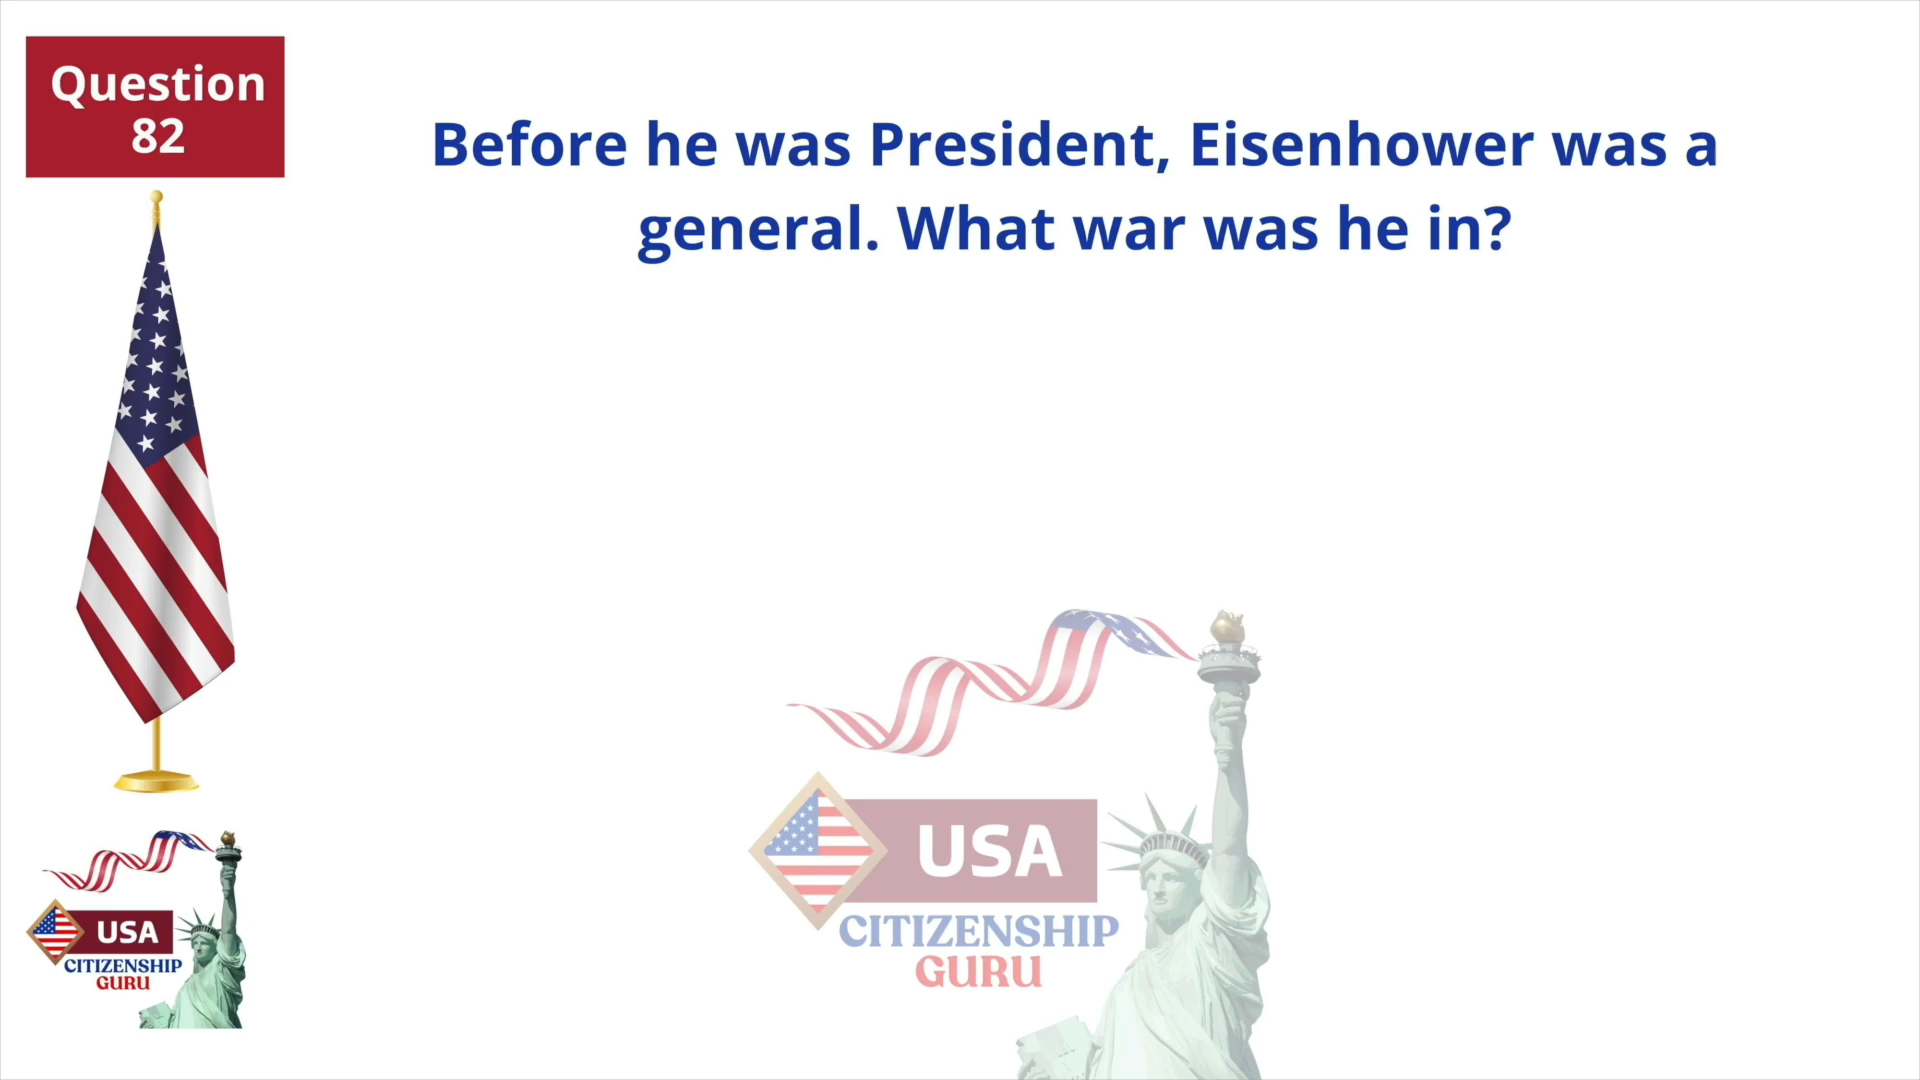 Question
82
Before he was President, Eisenhower was a
general. What war was he in?
USA
CITIZENSHIP
GURU
USA
CITIZENSHIP
GURU